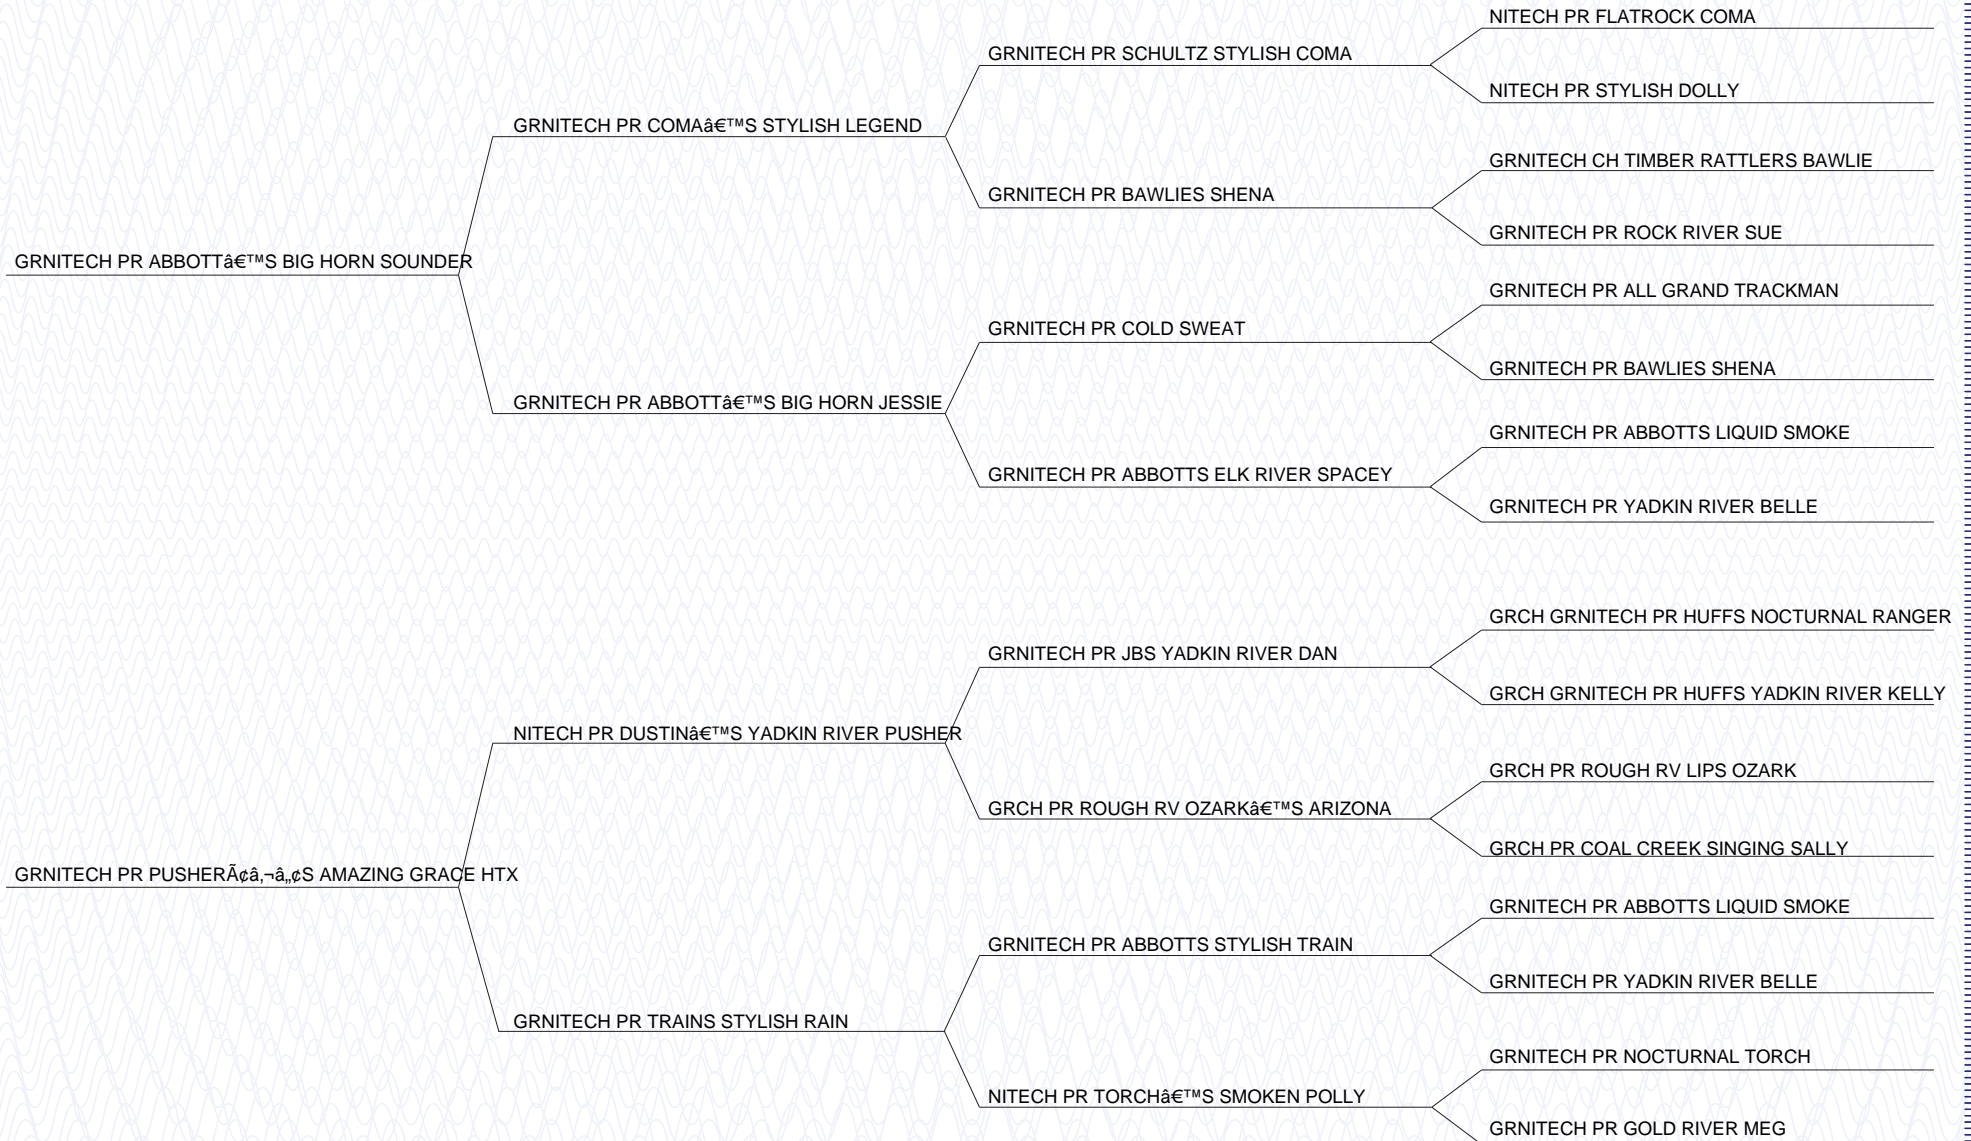 NITECH PR FLATROCK COMA
GRNITECH PR SCHULTZ STYLISH COMA
NITECH PR STYLISH DOLLY
GRNITECH PR COMAâ€™S STYLISH LEGEND
GRNITECH CH TIMBER RATTLERS BAWLIE
GRNITECH PR BAWLIES SHENA
GRNITECH PR ROCK RIVER SUE
GRNITECH PR ABBOTTâ€™S BIG HORN SOUNDER
GRNITECH PR ALL GRAND TRACKMAN
GRNITECH PR COLD SWEAT
GRNITECH PR BAWLIES SHENA
GRNITECH PR ABBOTTâ€™S BIG HORN JESSIE
GRNITECH PR ABBOTTS LIQUID SMOKE
GRNITECH PR ABBOTTS ELK RIVER SPACEY
GRNITECH PR YADKIN RIVER BELLE
GRCH GRNITECH PR HUFFS NOCTURNAL RANGER
GRNITECH PR JBS YADKIN RIVER DAN
GRCH GRNITECH PR HUFFS YADKIN RIVER KELLY
NITECH PR DUSTINâ€™S YADKIN RIVER PUSHER
GRCH PR ROUGH RV LIPS OZARK
GRCH PR ROUGH RV OZARKâ€™S ARIZONA
GRCH PR COAL CREEK SINGING SALLY
GRNITECH PR PUSHERÃ¢â‚¬â„¢S AMAZING GRACE HTX
GRNITECH PR ABBOTTS LIQUID SMOKE
GRNITECH PR ABBOTTS STYLISH TRAIN
GRNITECH PR YADKIN RIVER BELLE
GRNITECH PR TRAINS STYLISH RAIN
GRNITECH PR NOCTURNAL TORCH
NITECH PR TORCHâ€™S SMOKEN POLLY
GRNITECH PR GOLD RIVER MEG